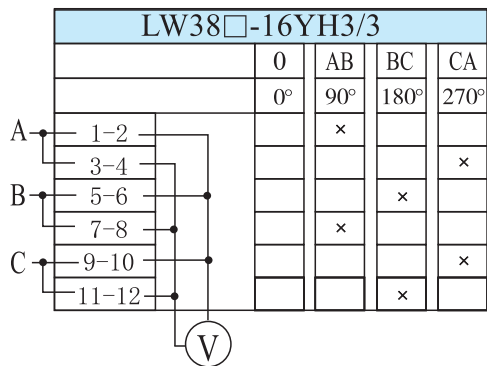 LW38□-16YH3/3
0 AB BC CA
0° 90° 180° 270°
A 1-2 ×
3-4 ×
B 5-6 ×
7-8 ×
C 9-10 ×
11-12 ×
V